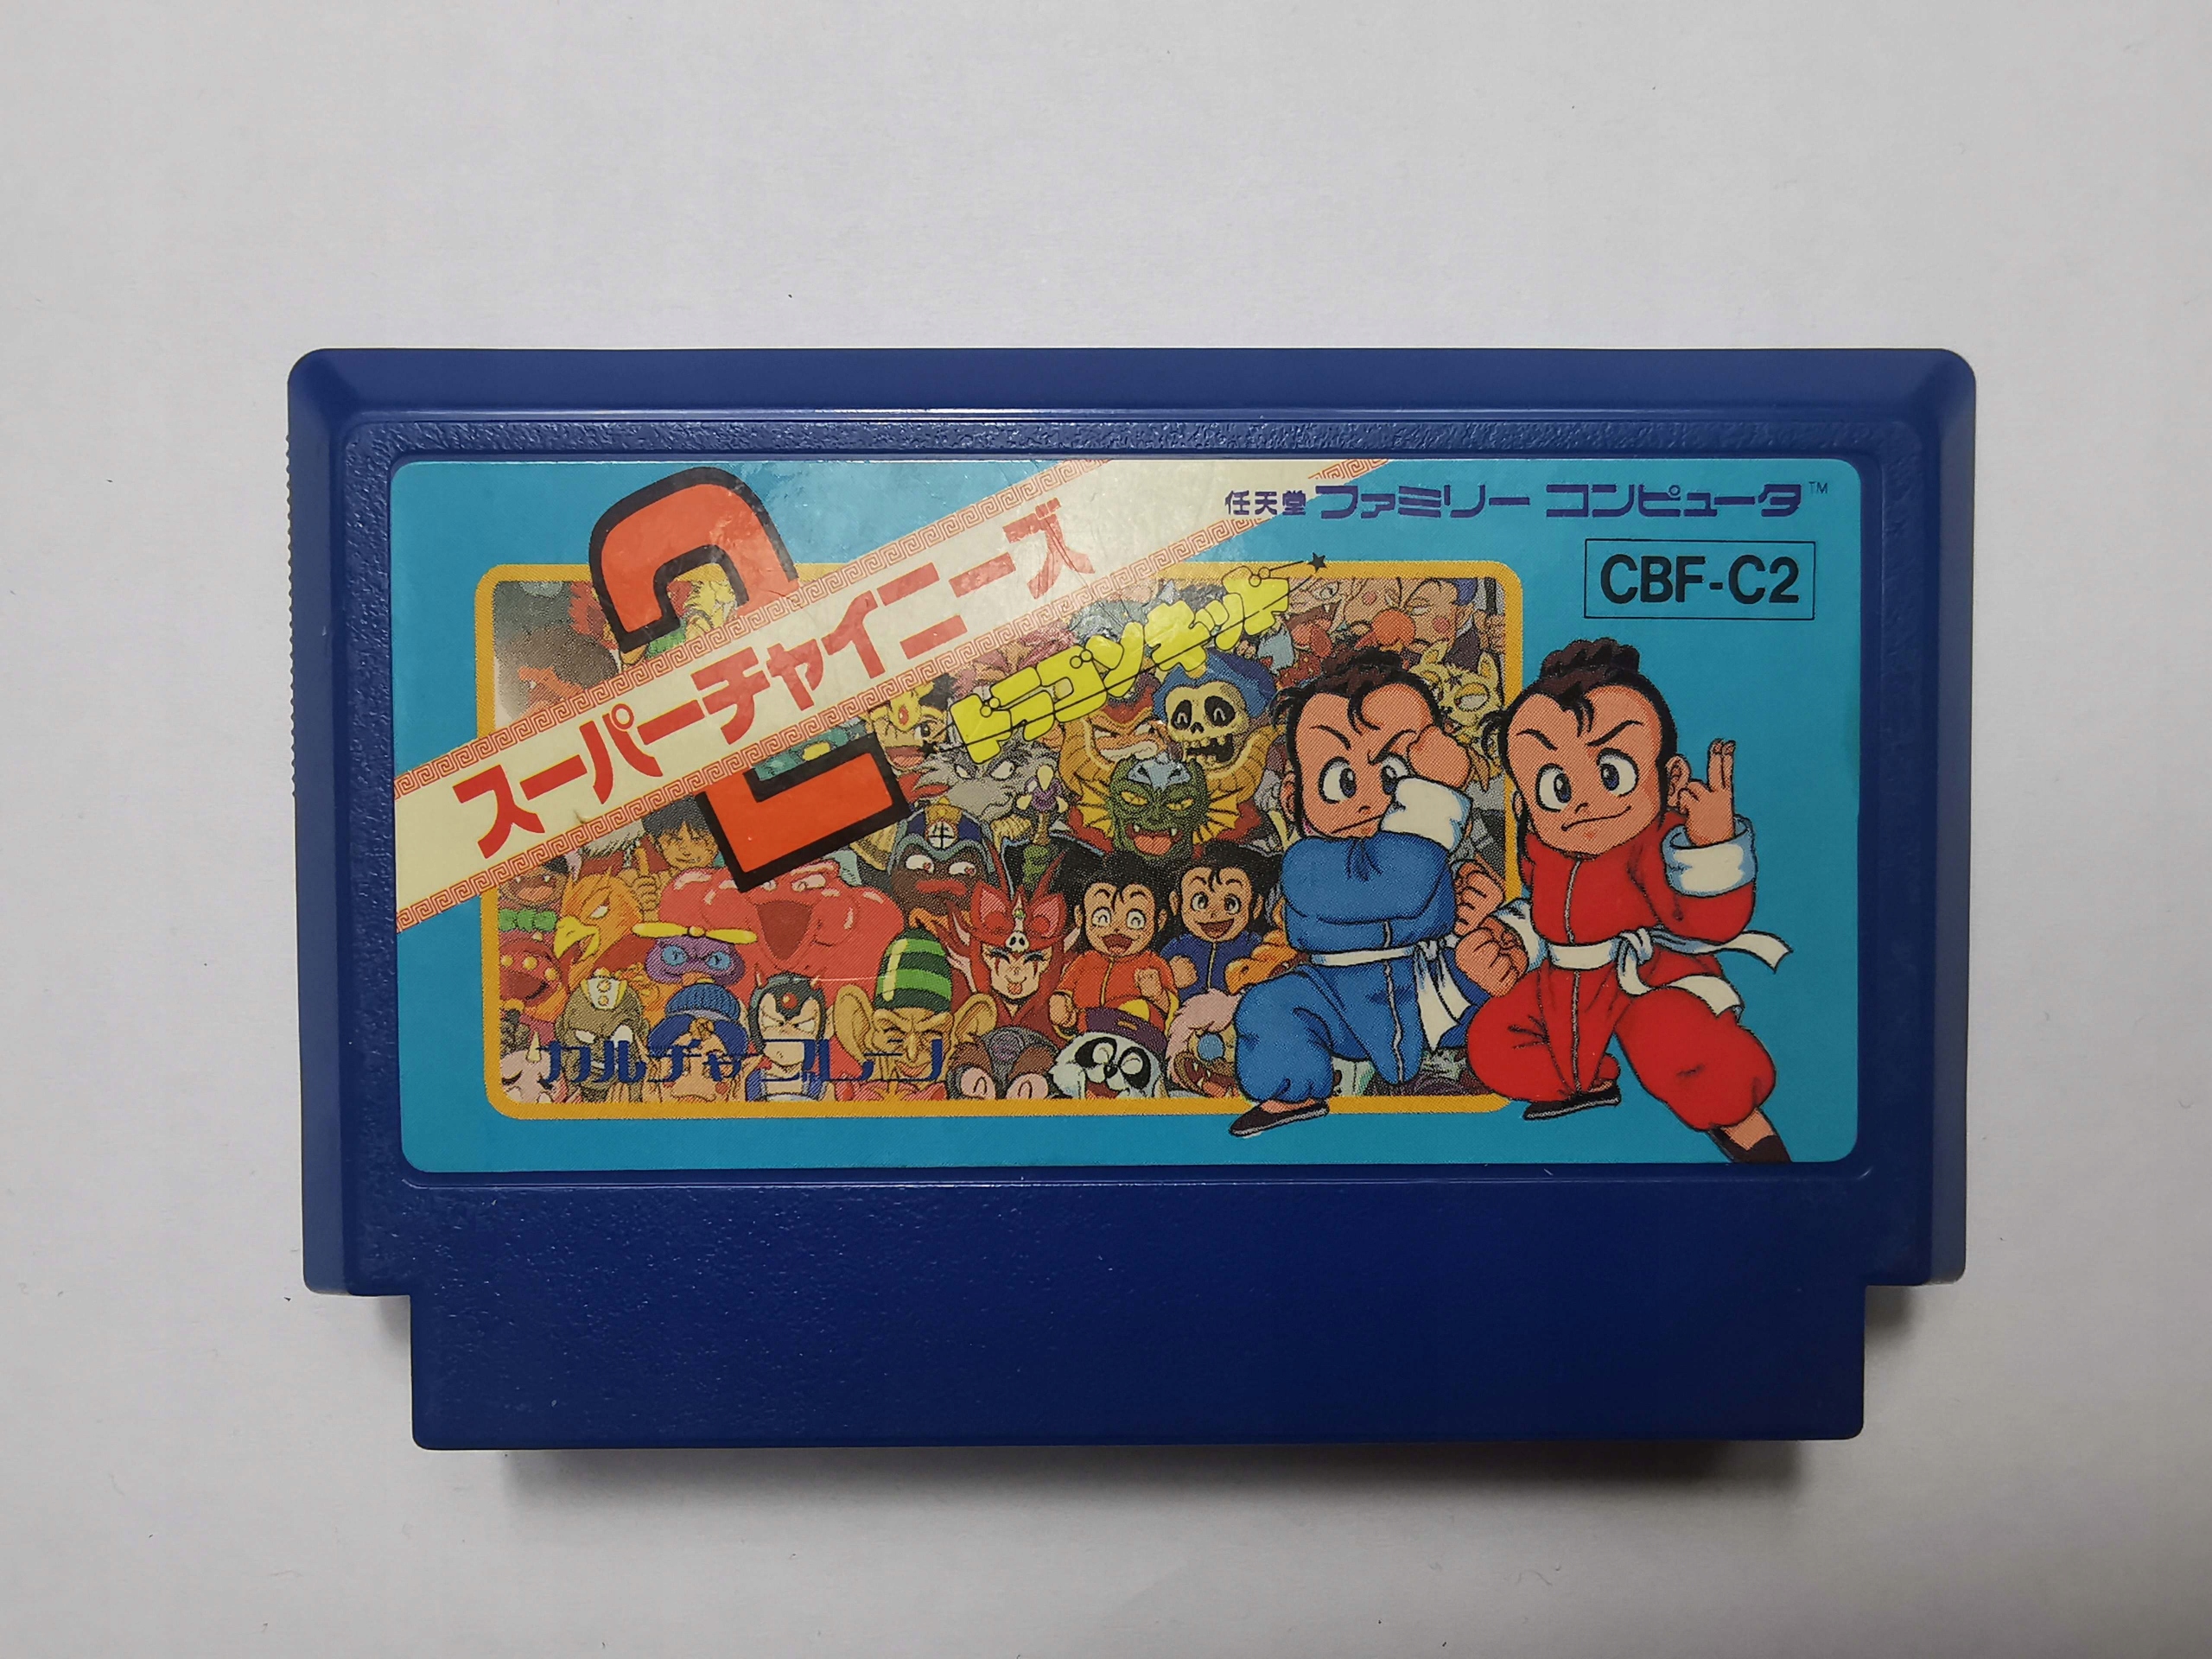 任天堂 ファミリー コンピュータ™
CBF-C2
スーパーチャイニーズ
2
ドラゴンキッド
カルチャーブレーン